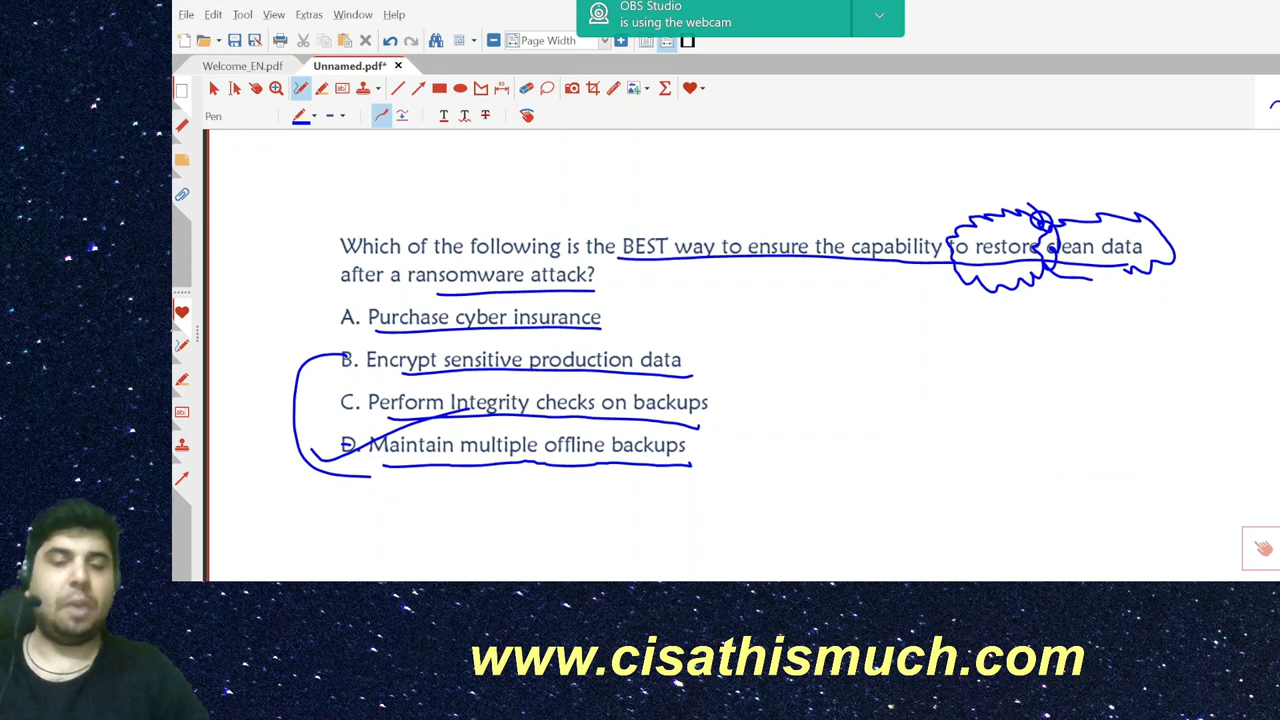 OBS Studio
is using the webcam
File Edit Tool View Extras Window Help
Page Width
Welcome_EN.pdf Unnamed.pdf*
Pen
Which of the following is the BEST way to ensure the capability to restore clean data
after a ransomware attack?
A. Purchase cyber insurance
B. Encrypt sensitive production data
C. Perform Integrity checks on backups
D. Maintain multiple offline backups
www.cisathismuch.com